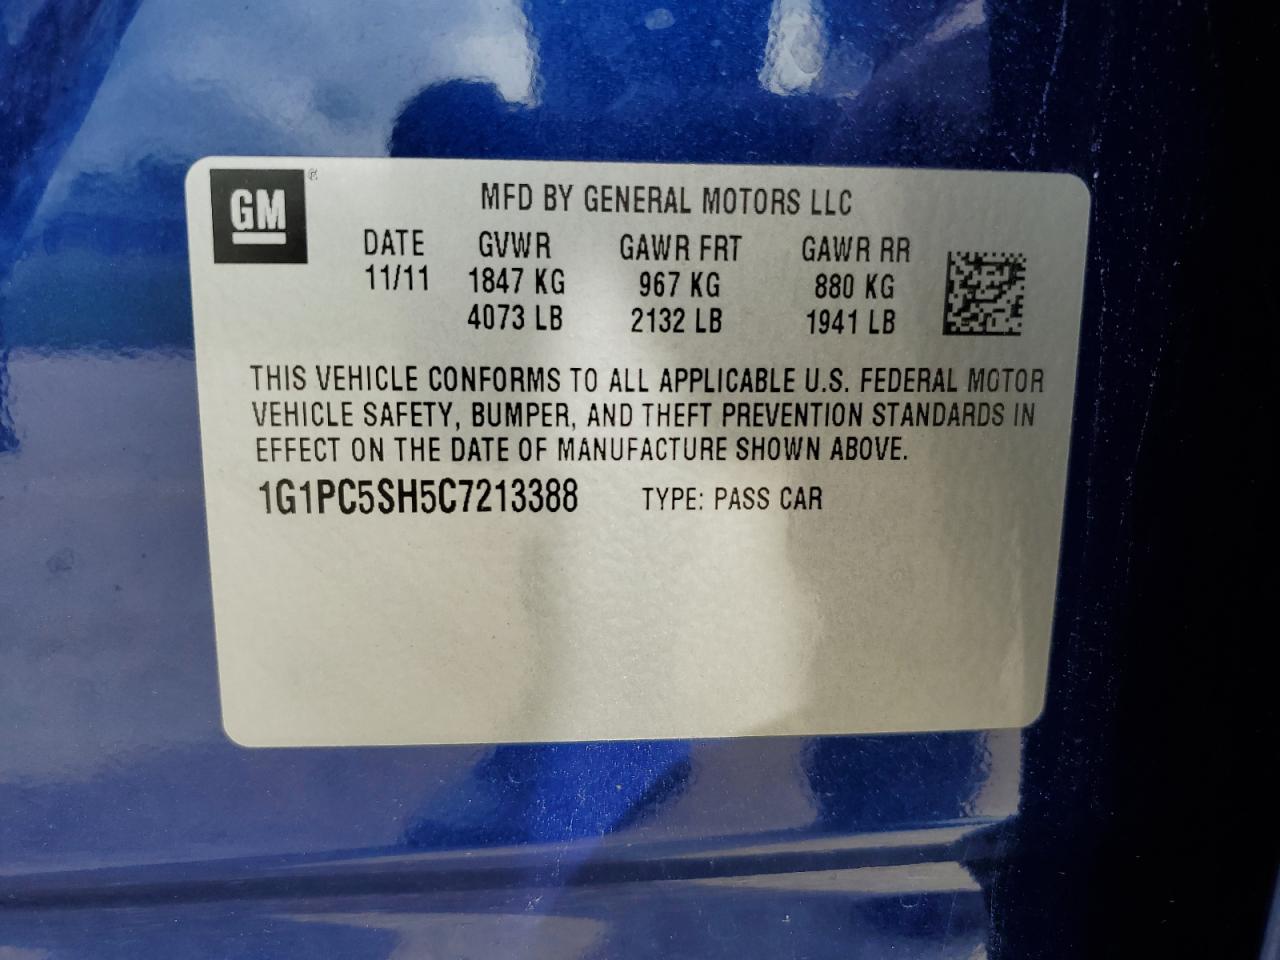 GM ®
MFD BY GENERAL MOTORS LLC
DATE GVWR GAWR FRT GAWR RR
11/11 1847 KG 967 KG 880 KG
4073 LB 2132 LB 1941 LB
THIS VEHICLE CONFORMS TO ALL APPLICABLE U.S. FEDERAL MOTOR
VEHICLE SAFETY, BUMPER, AND THEFT PREVENTION STANDARDS IN
EFFECT ON THE DATE OF MANUFACTURE SHOWN ABOVE.
1G1PC5SH5C7213388 TYPE: PASS CAR